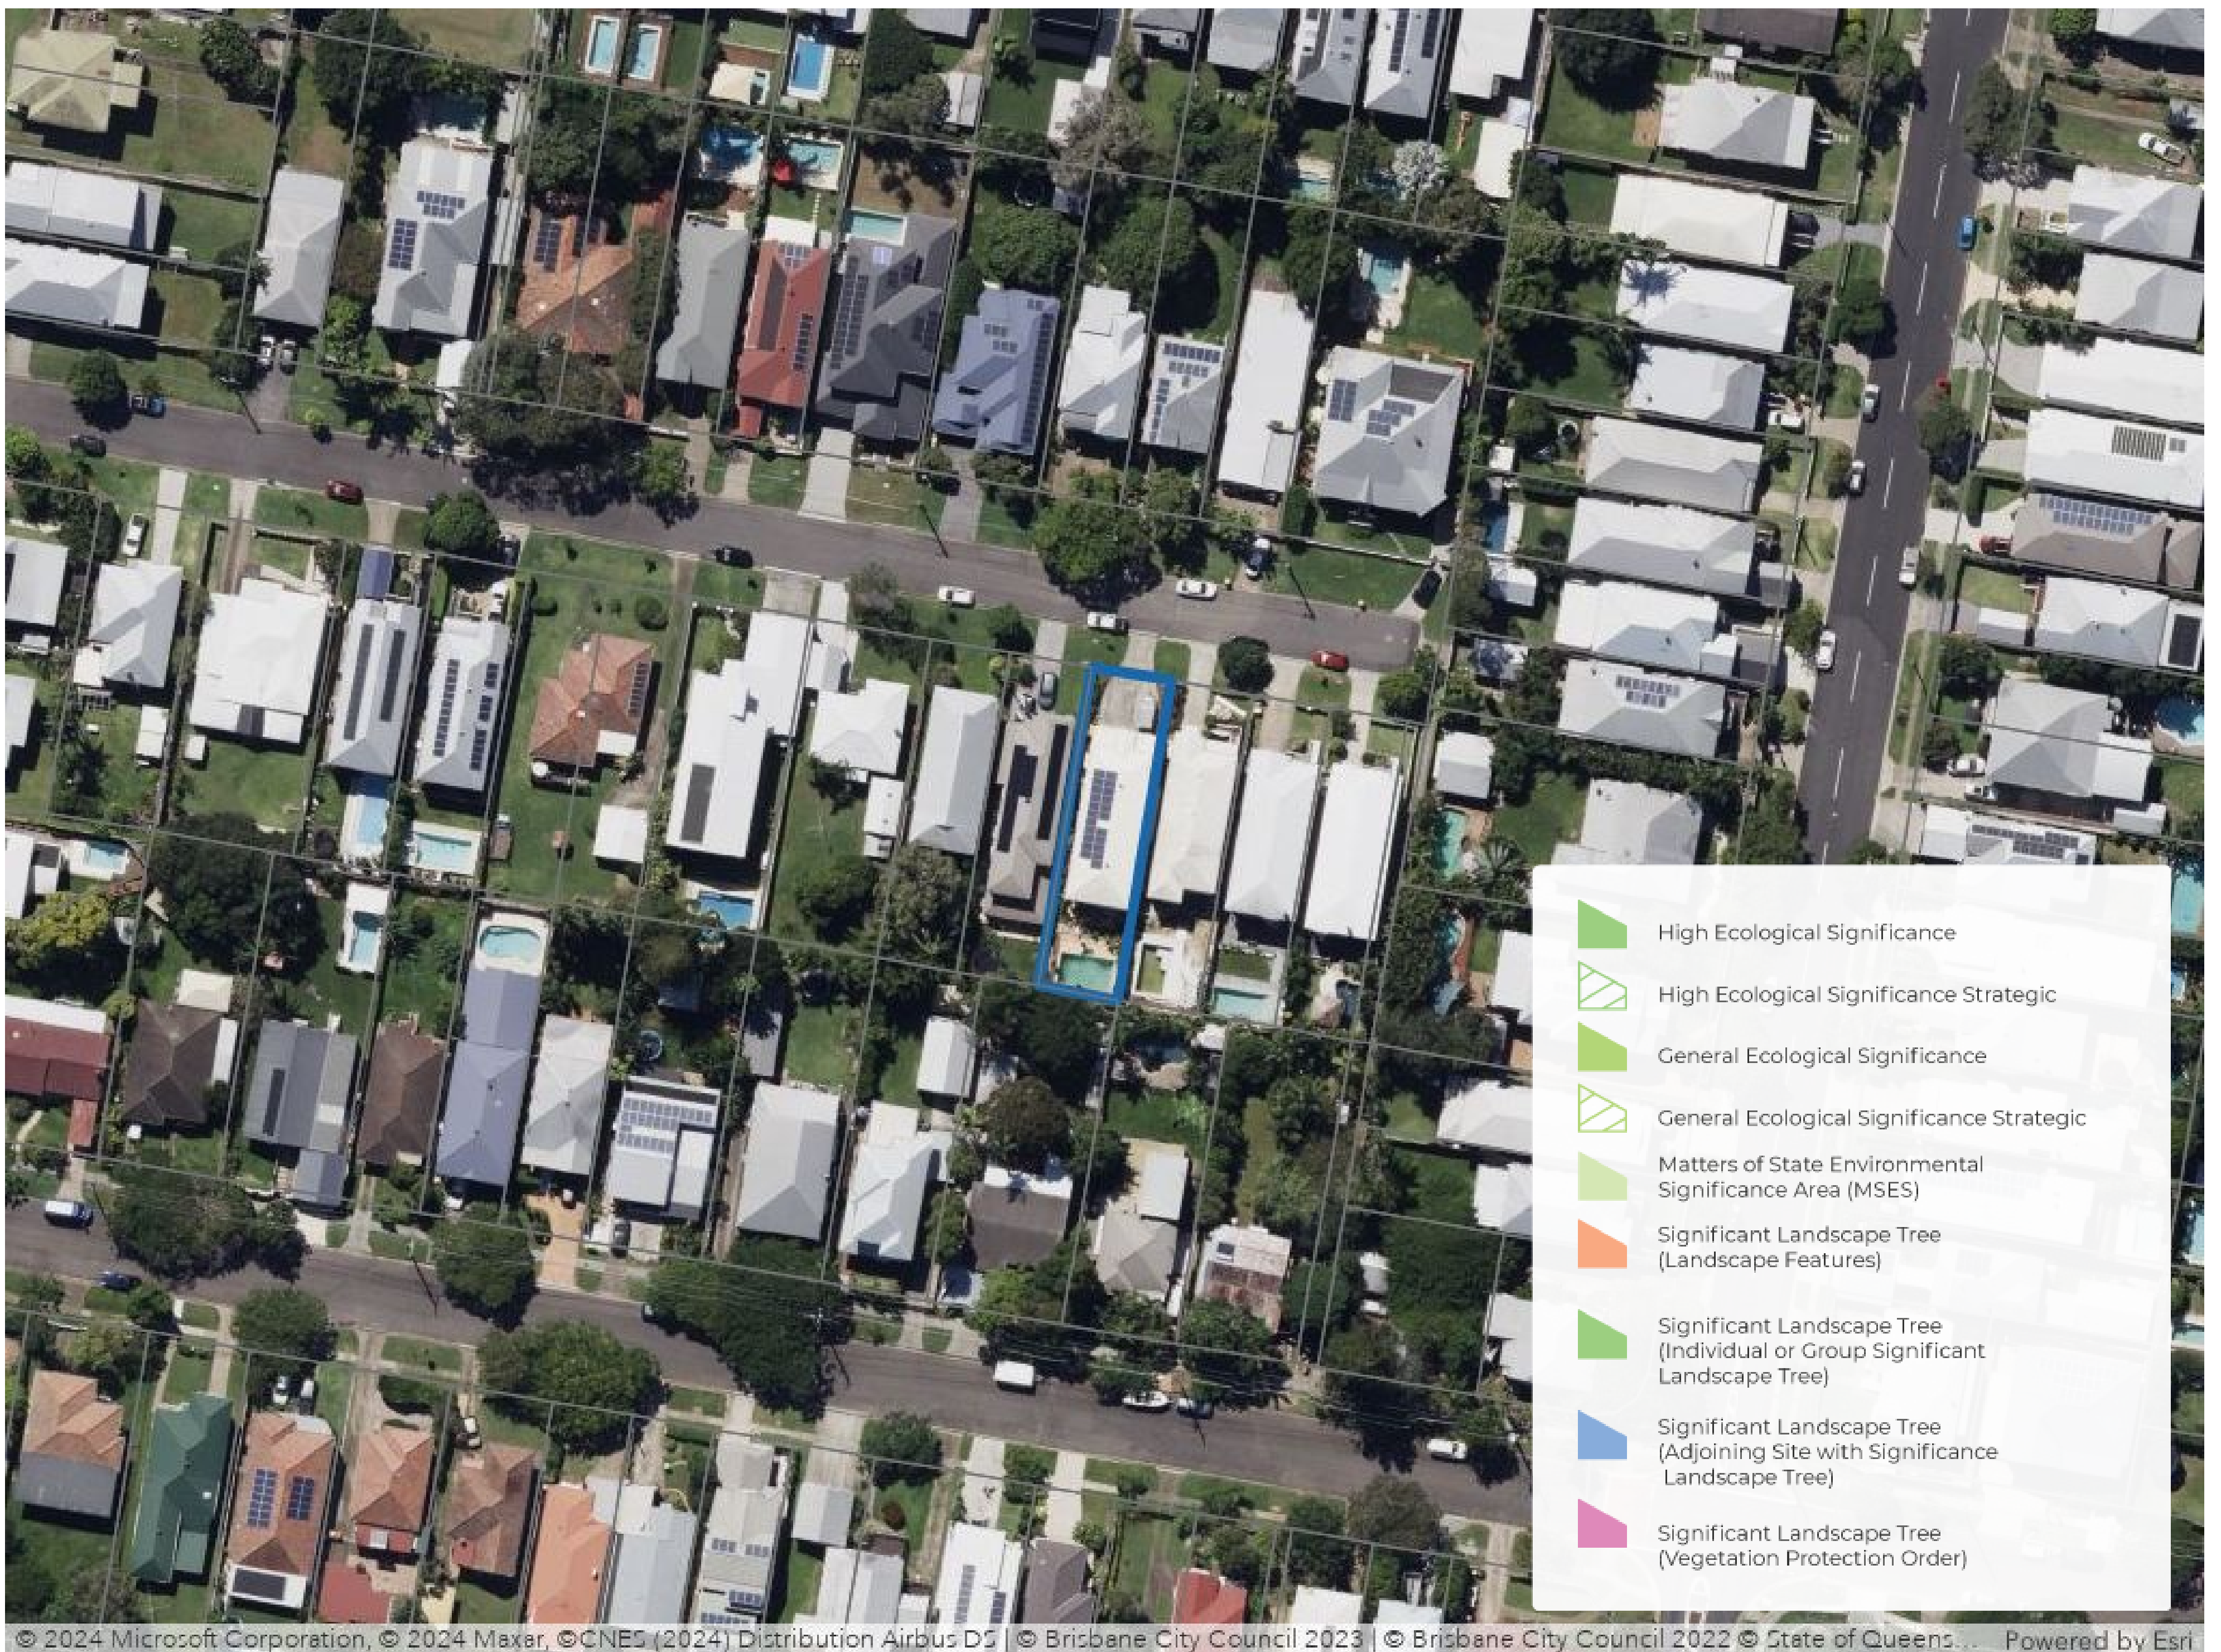 High Ecological Significance
High Ecological Significance Strategic
General Ecological Significance
General Ecological Significance Strategic
Matters of State Environmental
Significance Area (MSES)
Significant Landscape Tree
(Landscape Features)
Significant Landscape Tree
(Individual or Group Significant
Landscape Tree)
Significant Landscape Tree
(Adjoining Site with Significance
Landscape Tree)
Significant Landscape Tree
(Vegetation Protection Order)
© 2024 Microsoft Corporation, © 2024 Maxar, ©CNES (2024) Distribution Airbus DS | © Brisbane City Council 2023 | © Brisbane City Council 2022 © State of Queens... Powered by Esri